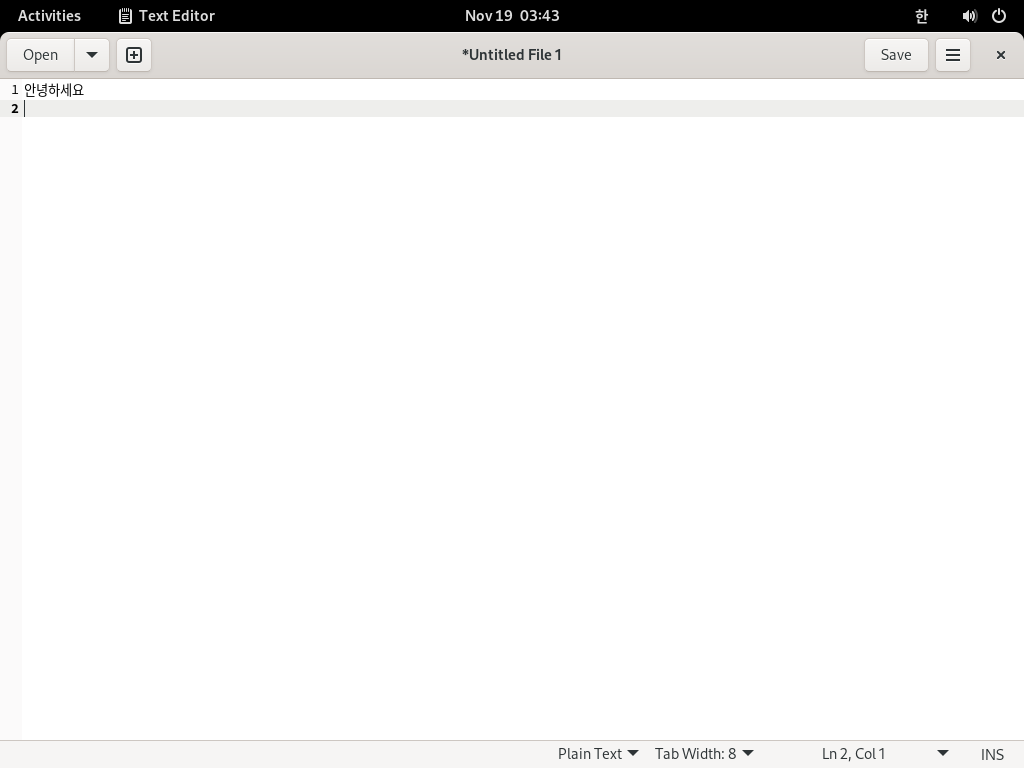 Activities Text Editor Nov 19 03:43 한
Open *Untitled File 1 Save
1 안녕하세요
2
Plain Text Tab Width: 8 Ln 2, Col 1 INS